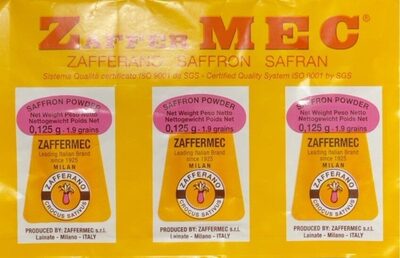 ZAFFERMEC®
ZAFFERANO SAFFRON SAFRAN
Sistema Qualità certificato ISO 9001 da SGS - Certified Quality System ISO 9001 by SGS
SAFFRON POWDER
Net Weight Peso Netto
Nettogewicht Poids Net
0,125 g - 1.9 grains
ZAFFERMEC
Leading Italian Brand
since 1925
MILAN
ZAFFERANO
CROCUS SATIVUS
PRODUCED BY: ZAFFERMEC s.r.l.
Lainate - Milano - ITALY
SAFFRON POWDER
Net Weight Peso Netto
Nettogewicht Poids Net
0,125 g - 1.9 grains
ZAFFERMEC
Leading Italian Brand
since 1925
MILAN
ZAFFERANO
CROCUS SATIVUS
PRODUCED BY: ZAFFERMEC s.r.l.
Lainate - Milano - ITALY
SAFFRON POWDER
Net Weight Peso Netto
Nettogewicht Poids Net
0,125 g - 1.9 grains
ZAFFERMEC
Leading Italian Brand
since 1925
MILAN
ZAFFERANO
CROCUS SATIVUS
PRODUCED BY: ZAFFERMEC s.r.l.
Lainate - Milano - ITALY